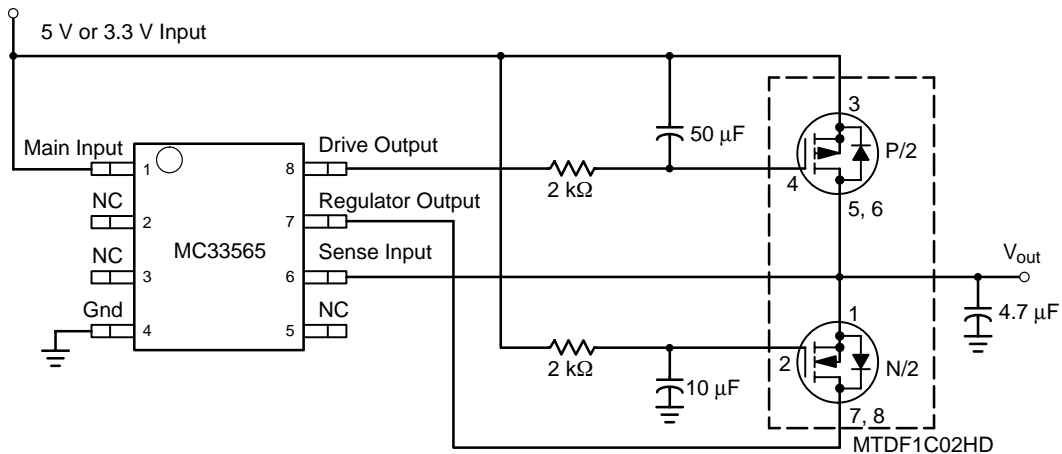 5 V or 3.3 V Input
Main Input
1
NC
2
NC
3
Gnd
4
MC33565
8
Drive Output
7
Regulator Output
6
Sense Input
5
NC
2 kΩ
50 μF
2 kΩ
10 μF
3
4
P/2
5, 6
1
2
N/2
7, 8
MTDF1C02HD
Vout
4.7 μF